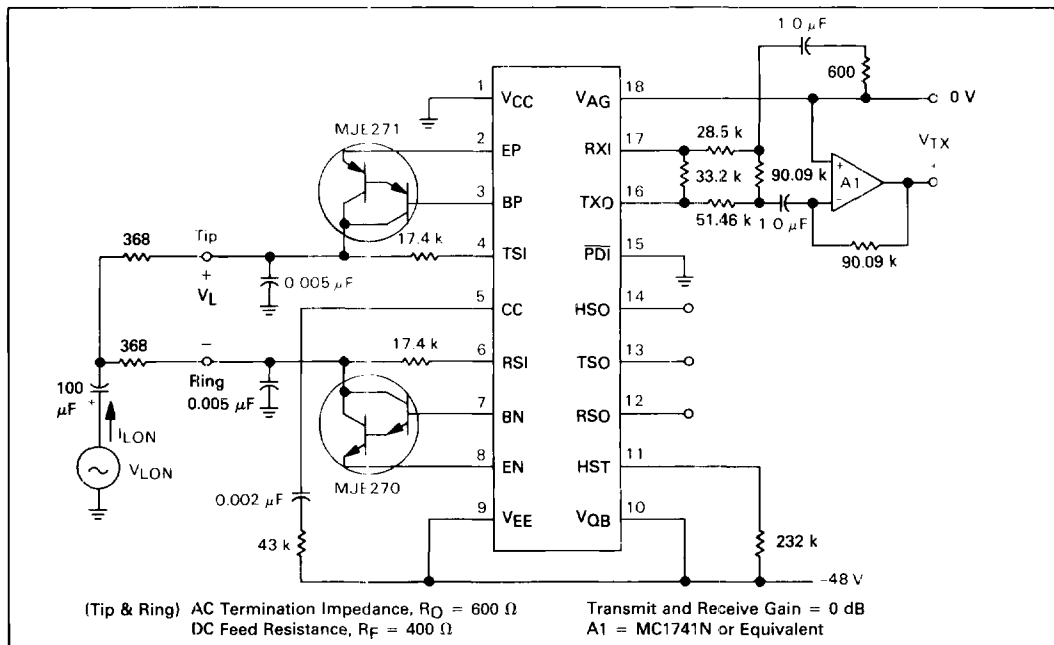 1 0 μF
600
1
VCC
VAG
18
0 V
MJE271
2
EP
RXI
17
28.5 k
VTX
+
33.2 k
90.09 k
+
A1
−
3
BP
TXO
16
51.46 k
1 0 μF
90.09 k
368
Tip
+
VL
17.4 k
4
TSI
PDI
15
0.005 μF
5
CC
HSO
14
368
−
Ring
0.005 μF
17.4 k
6
RSI
TSO
13
100
μF
+
ILON
VLON
7
BN
RSO
12
8
EN
HST
11
MJE270
0.002 μF
9
VEE
VQB
10
43 k
232 k
−48 V
(Tip & Ring) AC Termination Impedance, RO = 600 Ω
DC Feed Resistance, RF = 400 Ω
Transmit and Receive Gain = 0 dB
A1 = MC1741N or Equivalent